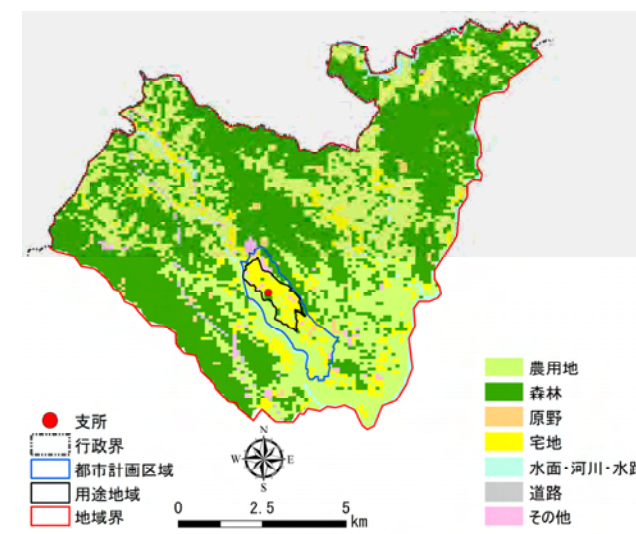 支所
行政界
都市計画区域
用途地域
地域界
N
W
E
S
0 2.5 5
km
農用地
森林
原野
宅地
水面・河川・水路
道路
その他